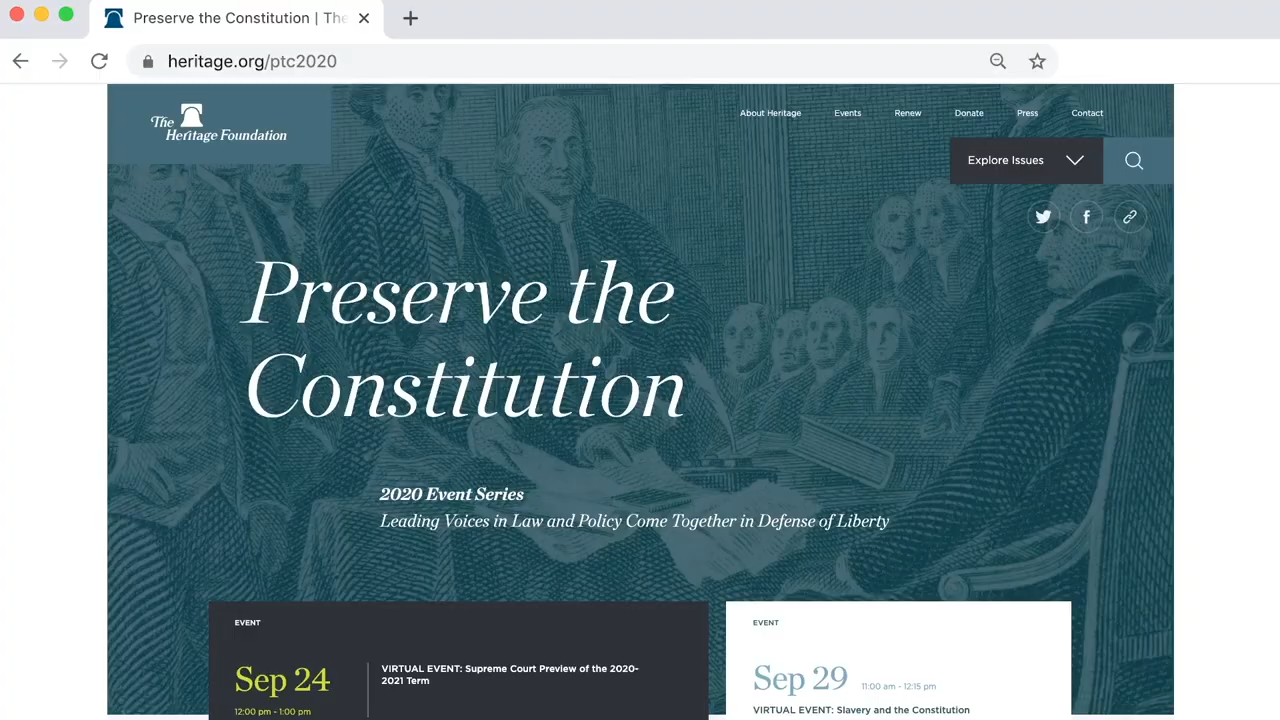 Preserve the Constitution | The
heritage.org/ptc2020
The
Heritage Foundation
About Heritage
Events
Renew
Donate
Press
Contact
Explore Issues
Preserve the
Constitution
2020 Event Series
Leading Voices in Law and Policy Come Together in Defense of Liberty
EVENT
Sep 24
12:00 pm - 1:00 pm
VIRTUAL EVENT: Supreme Court Preview of the 2020-
2021 Term
EVENT
Sep 29
11:00 am - 12:15 pm
VIRTUAL EVENT: Slavery and the Constitution